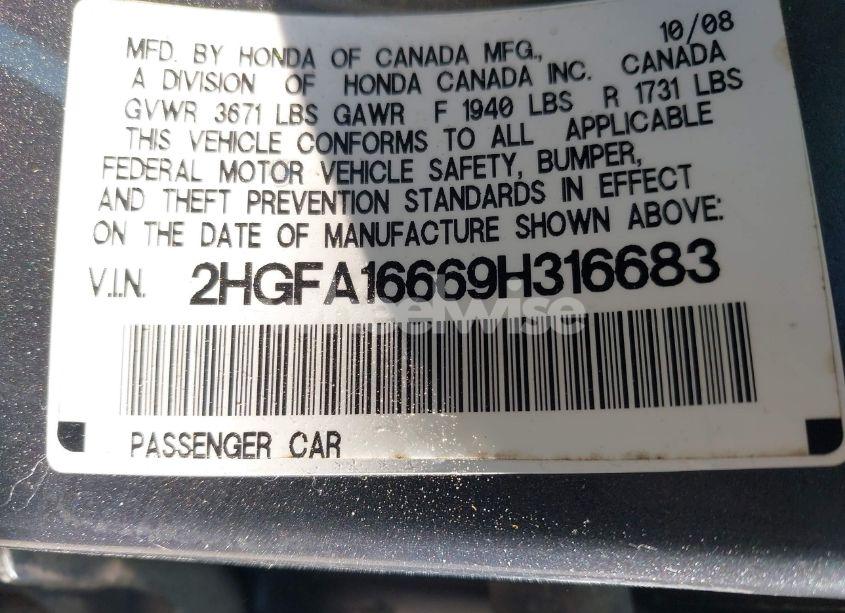 10/08
MFD. BY HONDA OF CANADA MFG., CANADA
A DIVISION OF HONDA CANADA INC.
GVWR 3671 LBS GAWR F 1940 LBS R 1731 LBS
THIS VEHICLE CONFORMS TO ALL APPLICABLE
FEDERAL MOTOR VEHICLE SAFETY, BUMPER,
AND THEFT PREVENTION STANDARDS IN EFFECT
ON THE DATE OF MANUFACTURE SHOWN ABOVE:
V.I.N. 2HGFA16669H316683
PASSENGER CAR